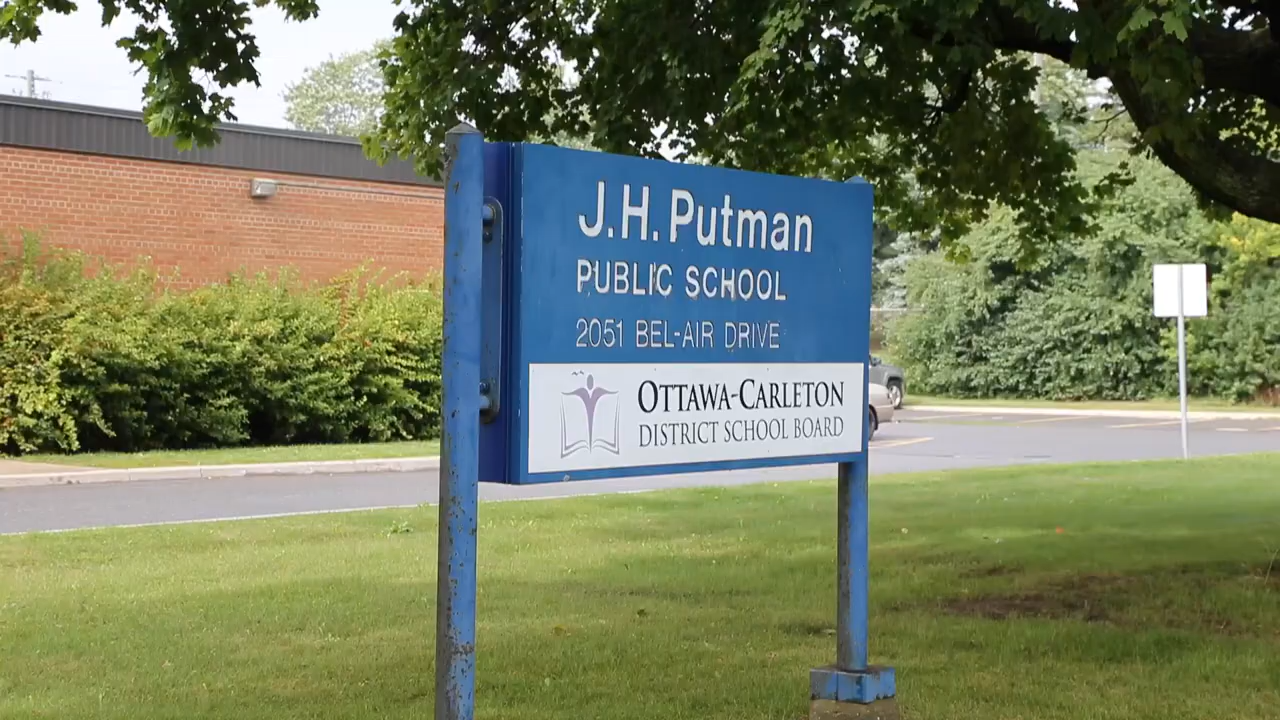 J.H. Putman
PUBLIC SCHOOL
2051 BEL-AIR DRIVE
OTTAWA-CARLETON
DISTRICT SCHOOL BOARD